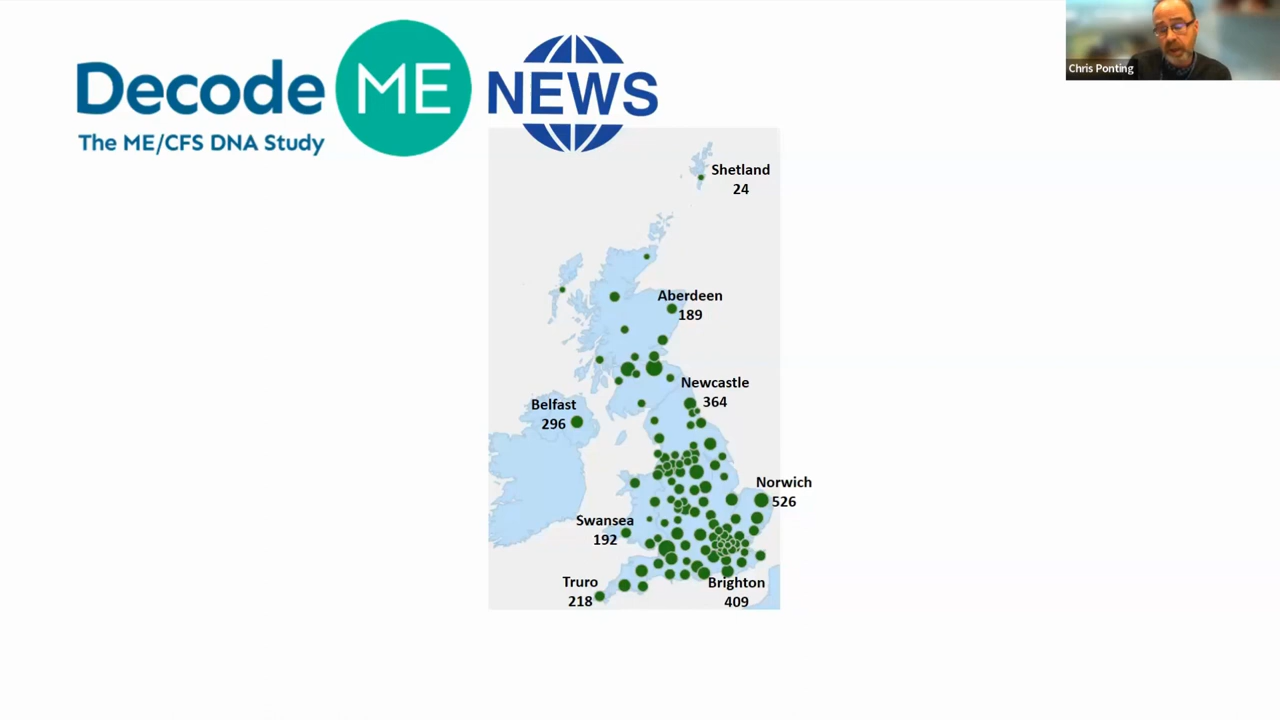 Decode ME NEWS
The ME/CFS DNA Study
Chris Ponting
Shetland
24
Aberdeen
189
Newcastle
364
Belfast
296
Norwich
526
Swansea
192
Truro
218
Brighton
409